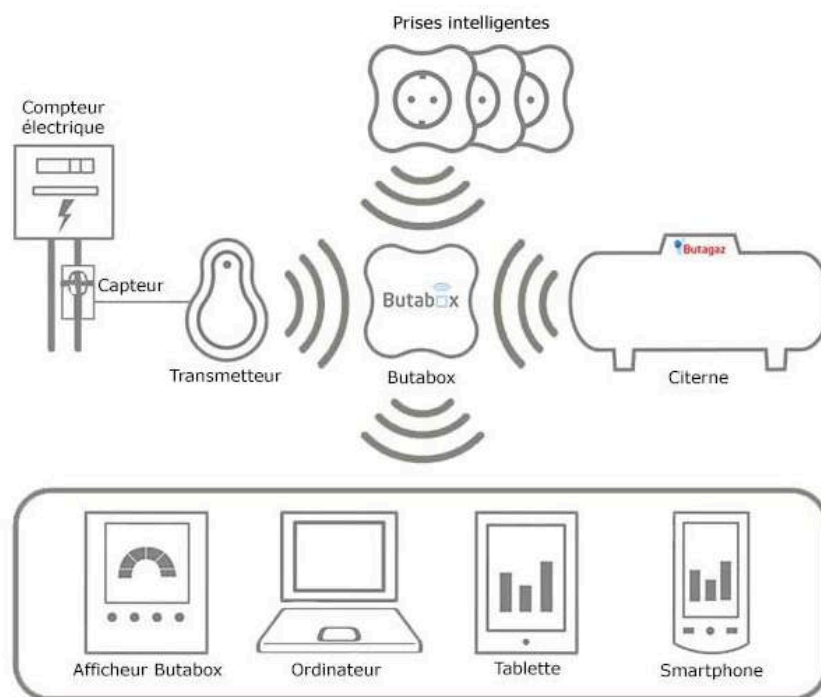 Prises intelligentes
Compteur
électrique
Butagaz
Capteur
Butabox
Transmetteur
Butabox
Citerne
Afficheur Butabox
Ordinateur
Tablette
Smartphone